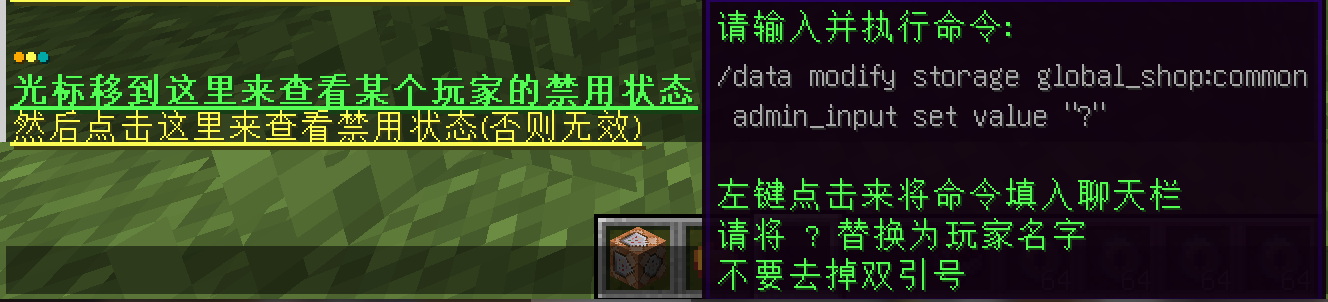 光标移到这里来查看某个玩家的禁用状态
然后点击这里来查看禁用状态(否则无效)
请输入并执行命令:
/data modify storage global_shop:common
admin_input set value "?"
左键点击来将命令填入聊天栏
请将 ? 替换为玩家名字
不要去掉双引号